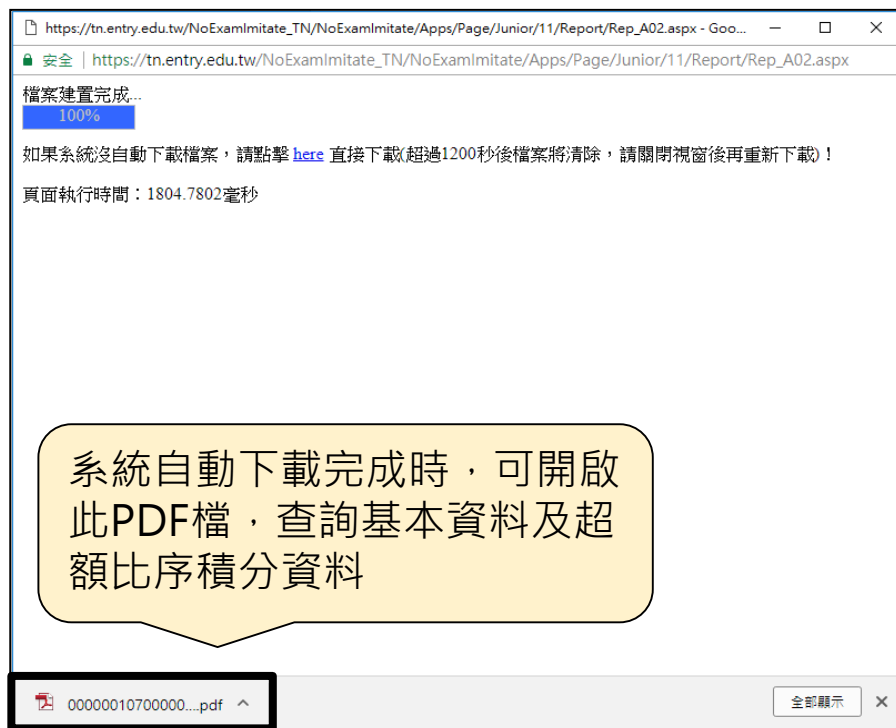 https://tn.entry.edu.tw/NoExamImitate_TN/NoExamImitate/Apps/Page/Junior/11/Report/Rep_A02.aspx - Goo...
安全 | https://tn.entry.edu.tw/NoExamImitate_TN/NoExamImitate/Apps/Page/Junior/11/Report/Rep_A02.aspx
檔案建置完成...
100%
如果系統沒自動下載檔案，請點擊 here 直接下載(超過1200秒後檔案將清除，請關閉視窗後再重新下載)！
頁面執行時間：1804.7802毫秒
系統自動下載完成時，可開啟
此PDF檔，查詢基本資料及超
額比序積分資料
00000010700000....pdf
全部顯示